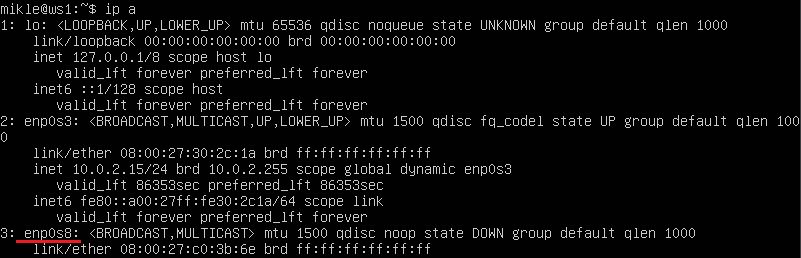 mikle@ws1:~$ ip a
1: lo: <LOOPBACK,UP,LOWER_UP> mtu 65536 qdisc noqueue state UNKNOWN group default qlen 1000
    link/loopback 00:00:00:00:00:00 brd 00:00:00:00:00:00
    inet 127.0.0.1/8 scope host lo
       valid_lft forever preferred_lft forever
    inet6 ::1/128 scope host
       valid_lft forever preferred_lft forever
2: enp0s3: <BROADCAST,MULTICAST,UP,LOWER_UP> mtu 1500 qdisc fq_codel state UP group default qlen 100
0
    link/ether 08:00:27:30:2c:1a brd ff:ff:ff:ff:ff:ff
    inet 10.0.2.15/24 brd 10.0.2.255 scope global dynamic enp0s3
       valid_lft 86353sec preferred_lft 86353sec
    inet6 fe80::a00:27ff:fe30:2c1a/64 scope link
       valid_lft forever preferred_lft forever
3: enp0s8: <BROADCAST,MULTICAST> mtu 1500 qdisc noop state DOWN group default qlen 1000
    link/ether 08:00:27:c0:3b:6e brd ff:ff:ff:ff:ff:ff